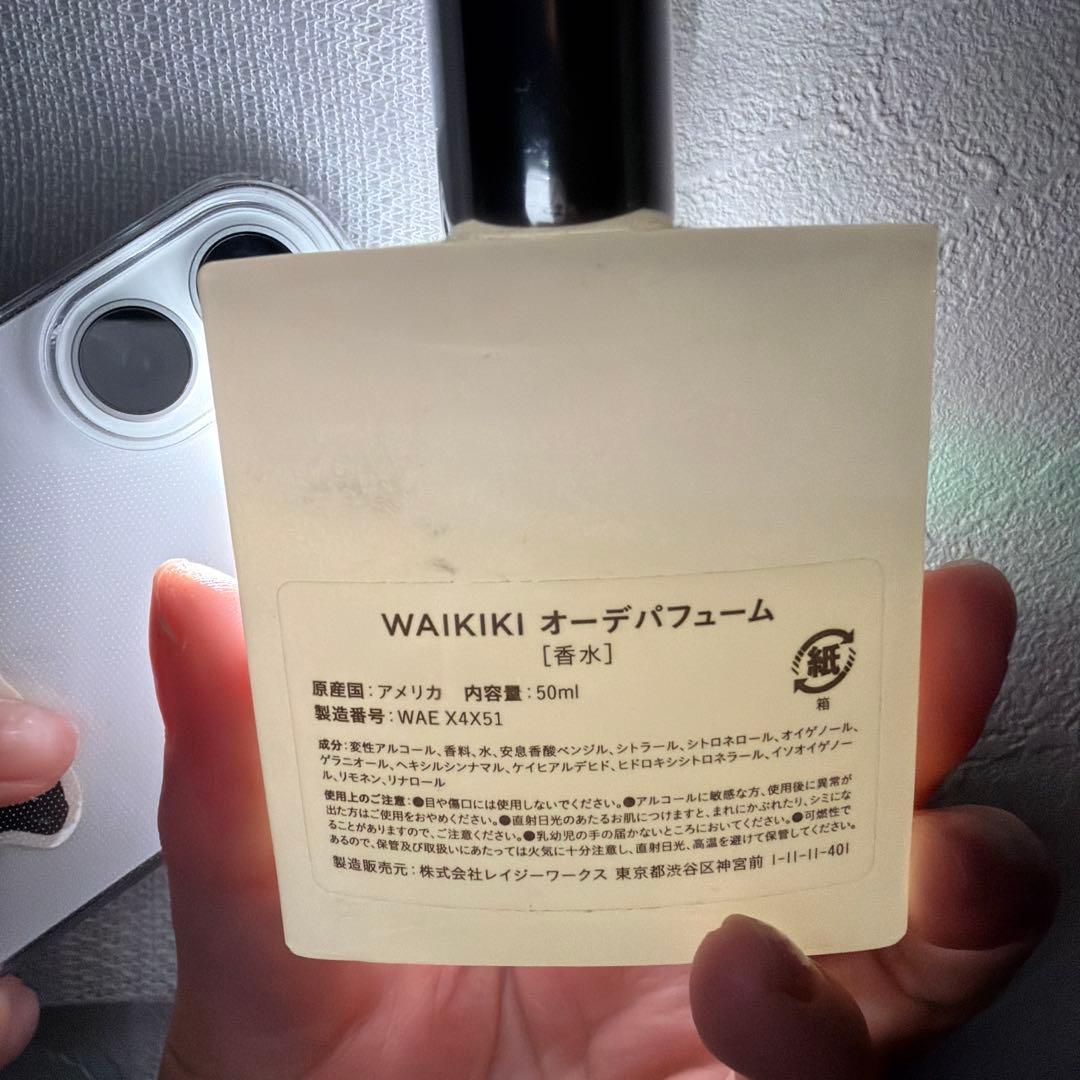 WAIKIKI オーデパフューム
[香水]
紙
箱
原産国：アメリカ　内容量：50ml
製造番号：WAE X4X51
成分：変性アルコール、香料、水、安息香酸ベンジル、シトラール、シトロネロール、オイゲノール、
ゲラニオール、ヘキシルシンナマル、ケイヒアルデヒド、ヒドロキシシトロネラール、イソオイゲノー
ル、リモネン、リナロール
使用上のご注意：●目や傷口には使用しないでください。●アルコールに敏感な方、使用後に異常が
出た方はご使用をおやめください。●直射日光のあたるお肌につけますと、まれにかぶれたり、シミにな
ることがありますので、ご注意ください。●乳幼児の手の届かないところにおいてください。●可燃性で
あるので、保管及び取扱いにあたっては火気に十分注意し、直射日光、高温を避けて保管してください。
製造販売元：株式会社レイジーワークス 東京都渋谷区神宮前 1-11-11-401